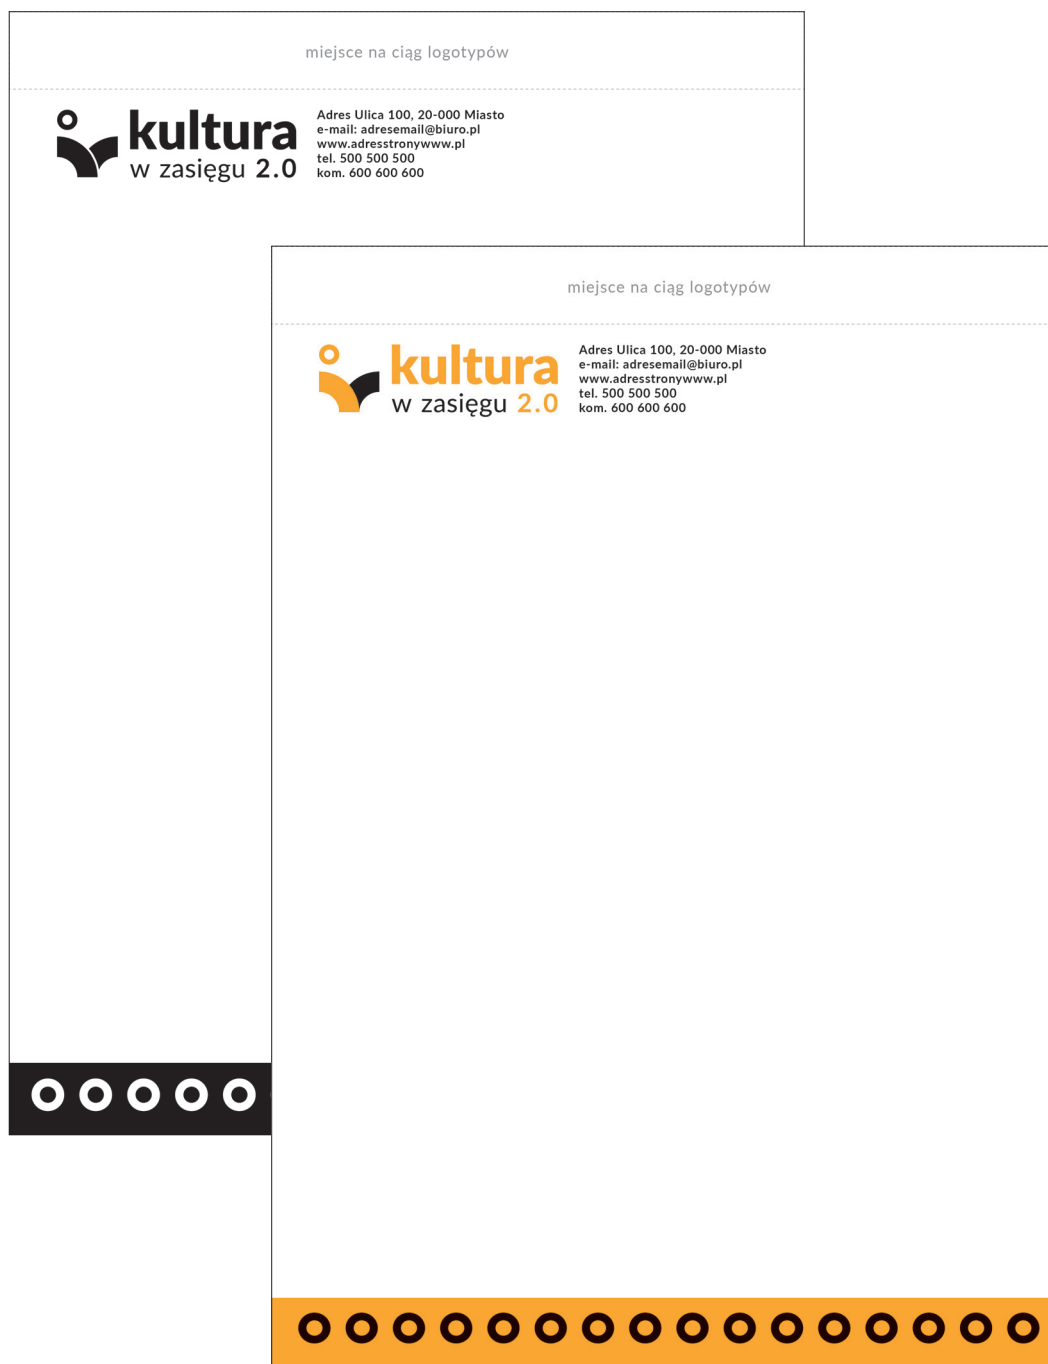 miejsce na ciąg logotypów
kultura
w zasięgu 2.0
Adres Ulica 100, 20-000 Miasto
e-mail: adresemail@biuro.pl
www.adresstronywww.pl
tel. 500 500 500
kom. 600 600 600
miejsce na ciąg logotypów
kultura
w zasięgu 2.0
Adres Ulica 100, 20-000 Miasto
e-mail: adresemail@biuro.pl
www.adresstronywww.pl
tel. 500 500 500
kom. 600 600 600